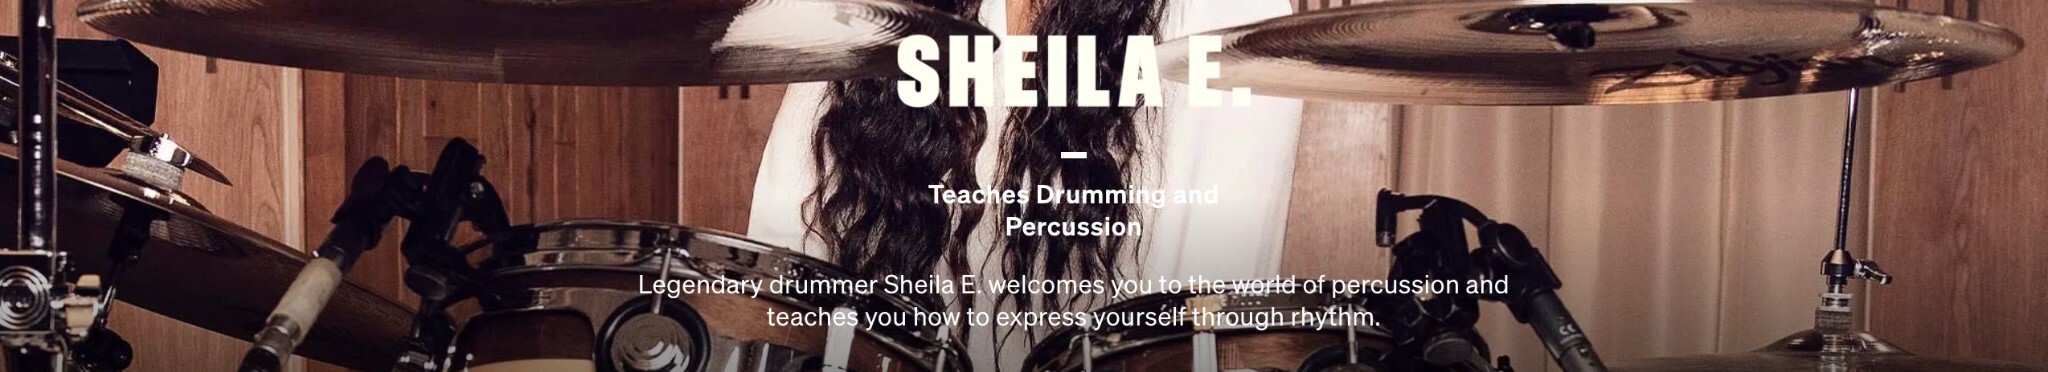 Zildjian
SHEILA E.
Teaches Drumming and
Percussion
Legendary drummer Sheila E. welcomes you to the world of percussion and
teaches you how to express yourself through rhythm.